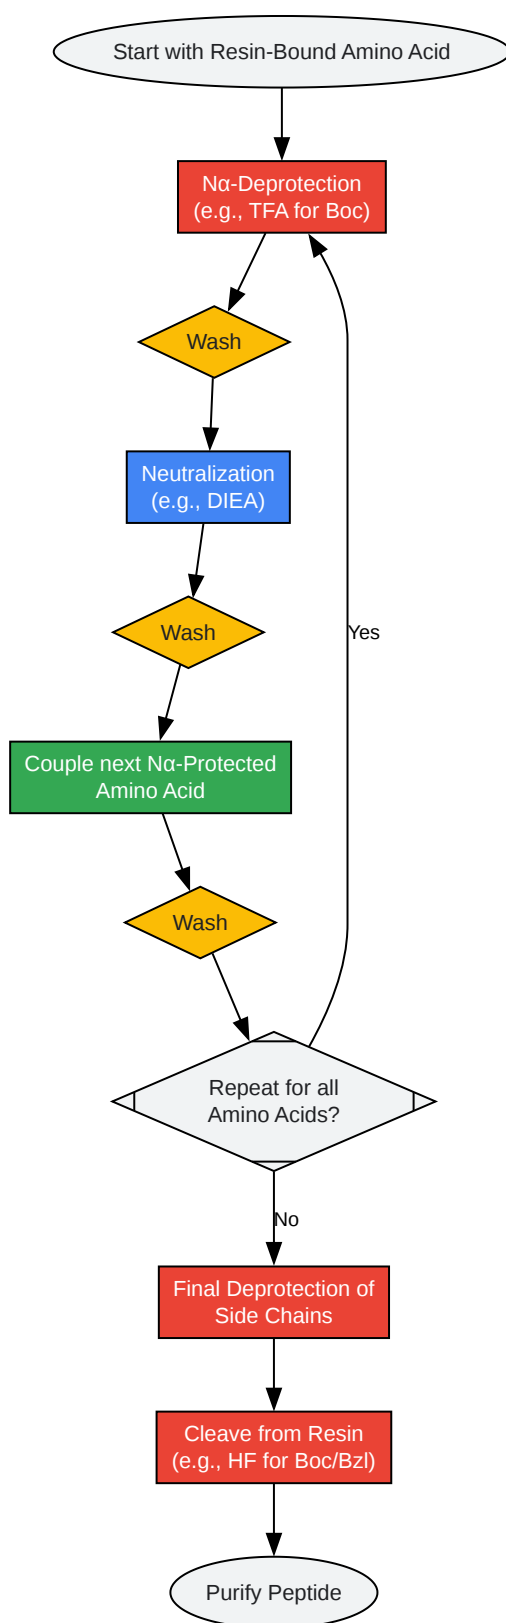 Start with Resin-Bound Amino Acid
Nα-Deprotection
(e.g., TFA for Boc)
Wash
Neutralization
(e.g., DIEA)
Wash
Yes
Couple next Nα-Protected
Amino Acid
Wash
Repeat for all
Amino Acids?
No
Final Deprotection of
Side Chains
Cleave from Resin
(e.g., HF for Boc/Bzl)
Purify Peptide